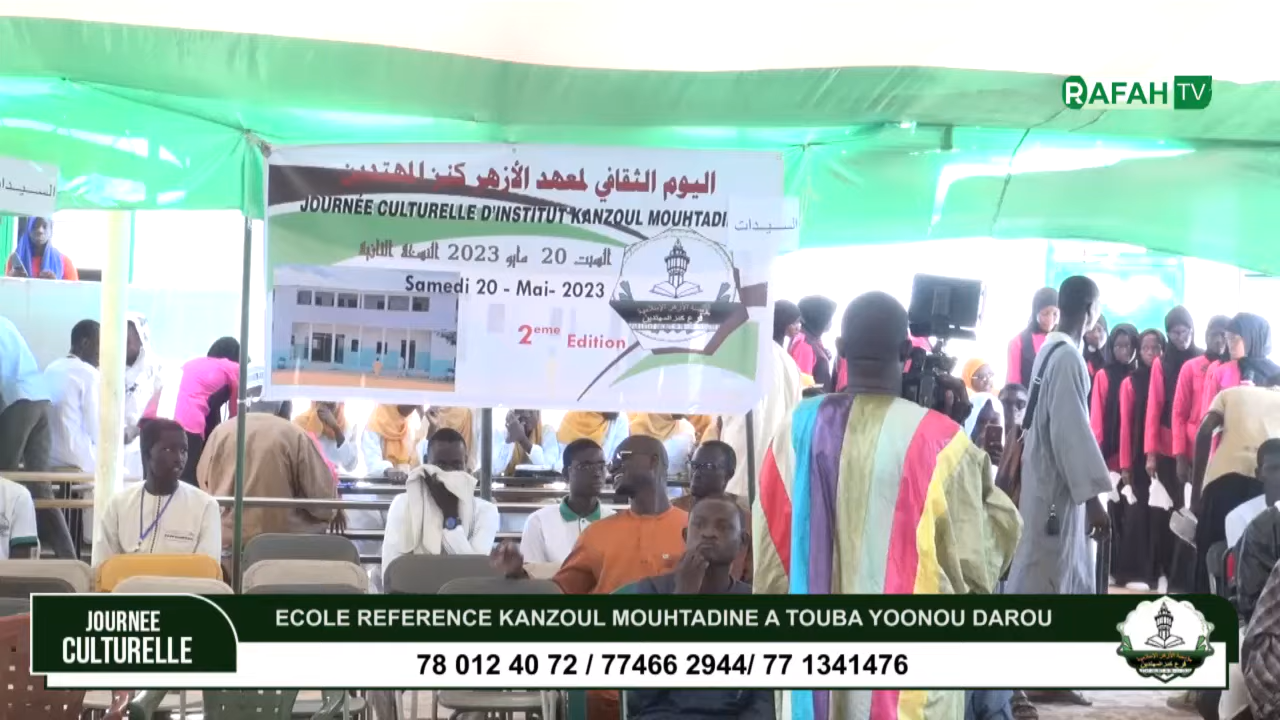 RAFAH TV
اليوم الثقافي لمعهد الأزهر كنز المهتدين
JOURNÉE CULTURELLE D'INSTITUT KANZOUL MOUHTADI
السيدات
السبت 20 مايو 2023 النسخة الثانية
Samedi 20 - Mai- 2023
2eme Edition
السيدات
JOURNEE
CULTURELLE
ECOLE REFERENCE KANZOUL MOUHTADINE A TOUBA YOONOU DAROU
78 012 40 72 / 77466 2944/ 77 1341476